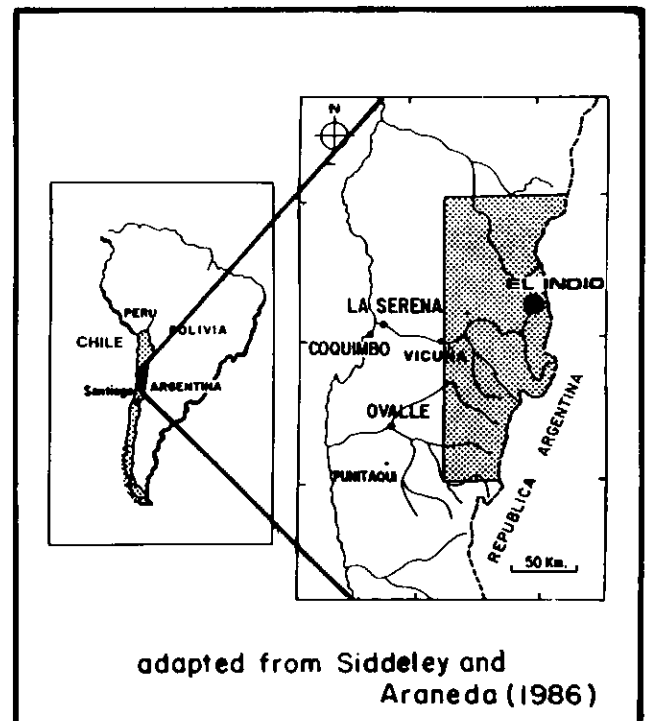 N
PERU
BOLIVIA
CHILE
Santiago
ARGENTINA
EL INDIO
LA SERENA
COQUIMBO
VICUNA
OVALLE
PUNITAQUI
REPUBLICA ARGENTINA
50 Km.
adapted from Siddeley and
Araneda (1986)